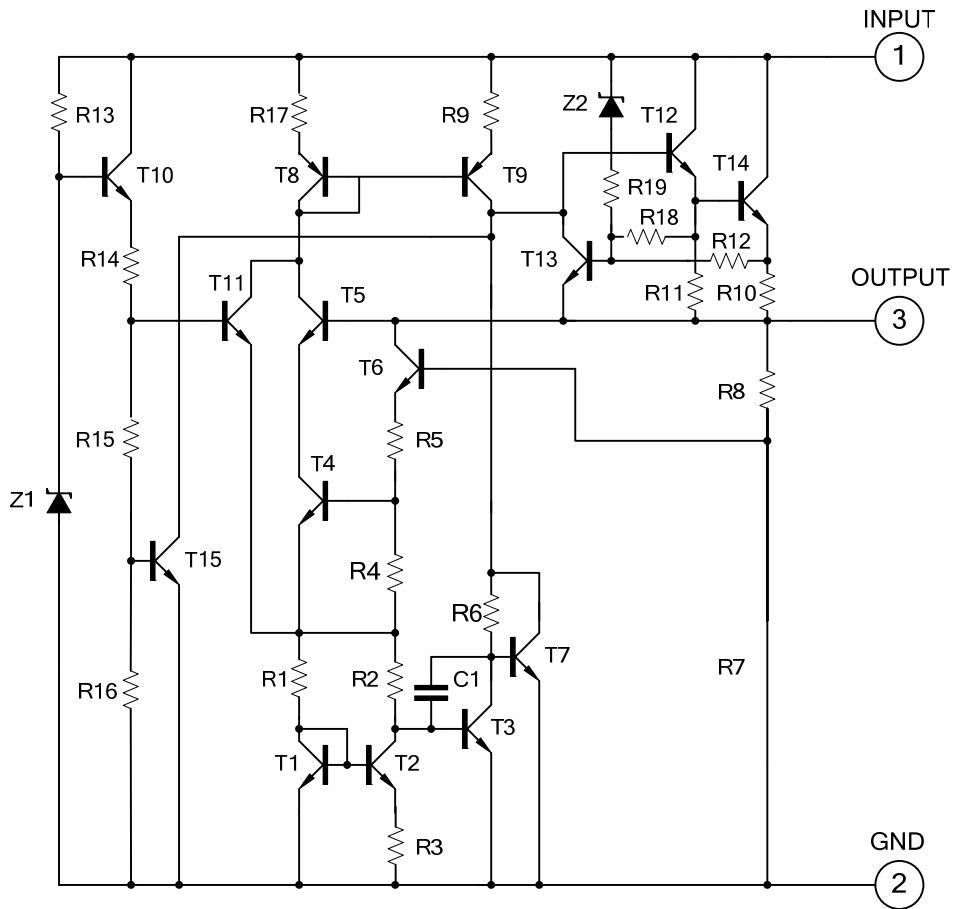 INPUT
1
R13
R17
R9
Z2
T12
T10
T8
T9
T14
R19
R18
R14
T13
R12
T11
T5
R11
R10
OUTPUT
3
T6
R8
R15
R5
T4
Z1
T15
R4
R6
T7
R7
R16
R1
R2
C1
T3
T1
T2
R3
GND
2